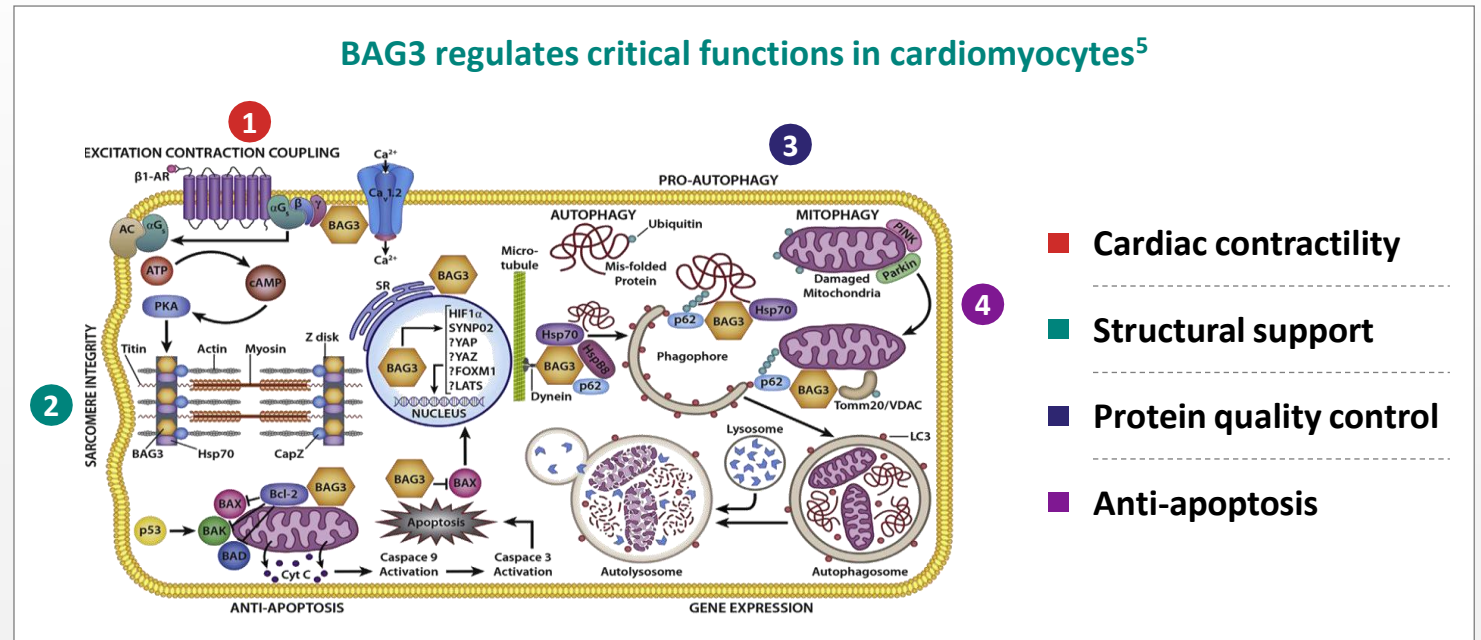 BAG3 regulates critical functions in cardiomyocytes5
1
EXCITATION CONTRACTION COUPLING
β1-AR
Ca2+
Cav1,2
αGs
β
γ
BAG3
AC
αGs
Ca2+
ATP
cAMP
PKA
SR
BAG3
2
SARCOMERE INTEGRITY
Titin
Actin
Myosin
Z disk
BAG3
Hsp70
CapZ
BAG3
HIF1α
SYNP02
?YAP
?YAZ
?FOXM1
?LATS
NUCLEUS
3
PRO-AUTOPHAGY
AUTOPHAGY
Ubiquitin
Mis-folded
Protein
Micro-
tubule
Hsp70
BAG3
HspB8
p62
Dynein
Phagophore
p62
BAG3
Hsp70
MITOPHAGY
PINK
Parkin
Damaged
Mitochondria
p62
BAG3
Tomm20/VDAC
4
Lysosome
LC3
Autolysosome
Autophagosome
BAX
Bcl-2
BAG3
p53
BAK
BAD
Cyt C
BAG3
BAX
Apoptosis
Caspace 9
Activation
Caspace 3
Activation
ANTI-APOPTOSIS
GENE EXPRESSION
Cardiac contractility
Structural support
Protein quality control
Anti-apoptosis